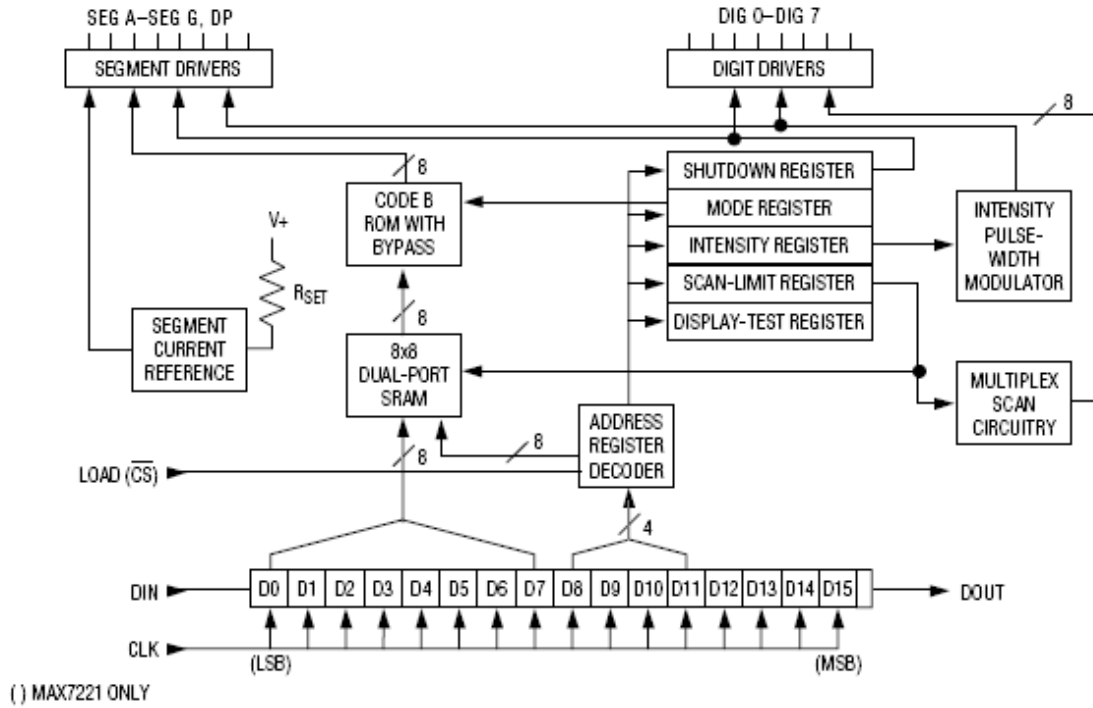 SEG A–SEG G, DP
DIG 0–DIG 7
SEGMENT DRIVERS
DIGIT DRIVERS
8
8
SHUTDOWN REGISTER
MODE REGISTER
INTENSITY REGISTER
SCAN-LIMIT REGISTER
DISPLAY-TEST REGISTER
CODE B
ROM WITH
BYPASS
INTENSITY
PULSE-
WIDTH
MODULATOR
V+
RSET
8
SEGMENT
CURRENT
REFERENCE
8x8
DUAL-PORT
SRAM
MULTIPLEX
SCAN
CIRCUITRY
ADDRESS
REGISTER
DECODER
8
8
LOAD (C̅S̅)
4
DIN
D0 D1 D2 D3 D4 D5 D6 D7 D8 D9 D10 D11 D12 D13 D14 D15
DOUT
CLK
(LSB)
(MSB)
( ) MAX7221 ONLY